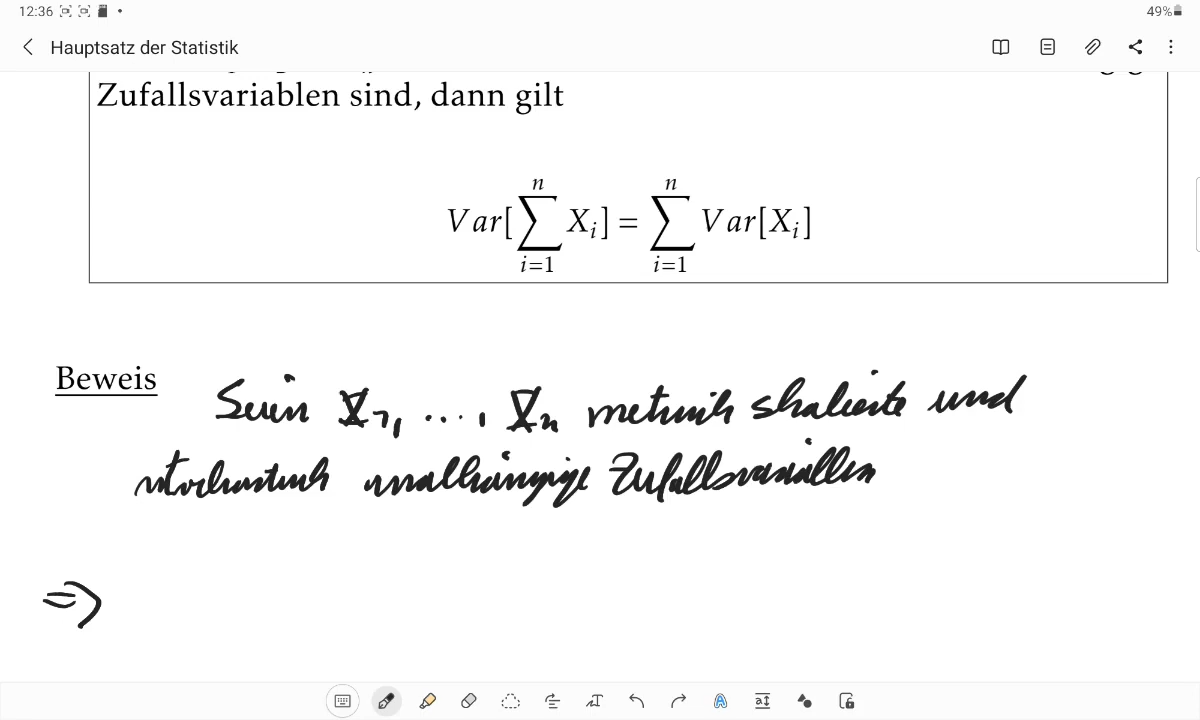 12:36
49%
Hauptsatz der Statistik
Zufallsvariablen sind, dann gilt
Var[∑_{i=1}^{n} X_i] = ∑_{i=1}^{n} Var[X_i]
Beweis Seien X_1, ..., X_n metrisch skalierte und
stochastisch unabhängige Zufallsvariablen
⇒